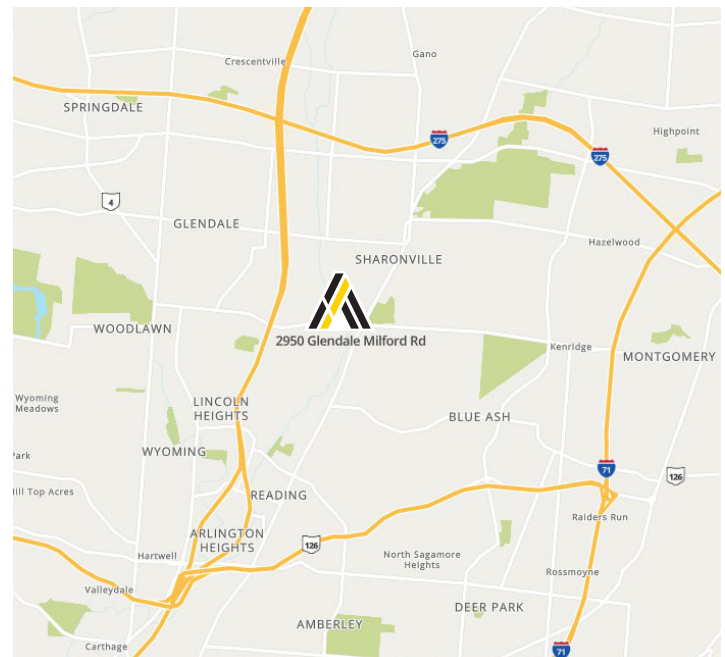 Crescentville
Gano
SPRINGDALE
275
Highpoint
275
4
GLENDALE
Hazelwood
SHARONVILLE
WOODLAWN
2950 Glendale Milford Rd
Kenridge
MONTGOMERY
Wyoming
Meadows
LINCOLN
HEIGHTS
BLUE ASH
WYOMING
Park
71
126
ill Top Acres
READING
Raiders Run
ARLINGTON
HEIGHTS
126
Hartwell
North Sagamore
Heights
Rossmoyne
Valleydale
DEER PARK
AMBERLEY
Carthage
71